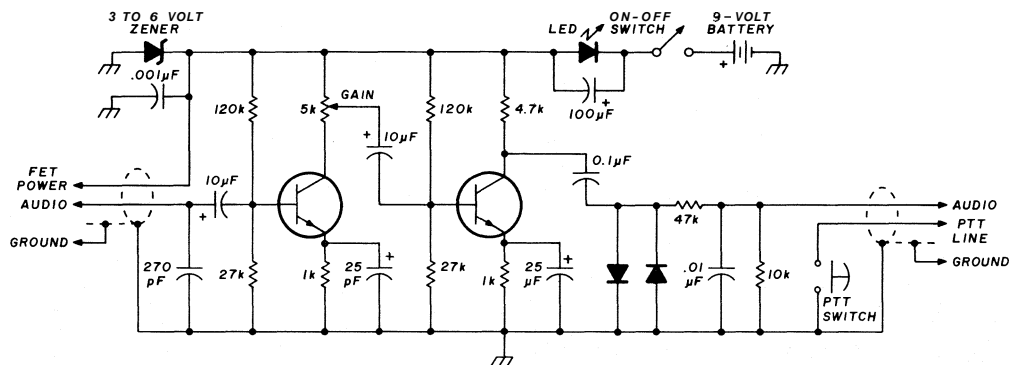 3 TO 6 VOLT
ZENER
LED
ON-OFF
SWITCH
9-VOLT
BATTERY
+
.001µF
120k
5k
GAIN
+
10µF
120k
4.7k
+
100µF
0.1µF
FET
POWER
AUDIO
GROUND
10µF
+
47k
AUDIO
PTT
LINE
GROUND
270
pF
27k
1k
25
pF
+
27k
1k
25
µF
+
.01
µF
10k
PTT
SWITCH